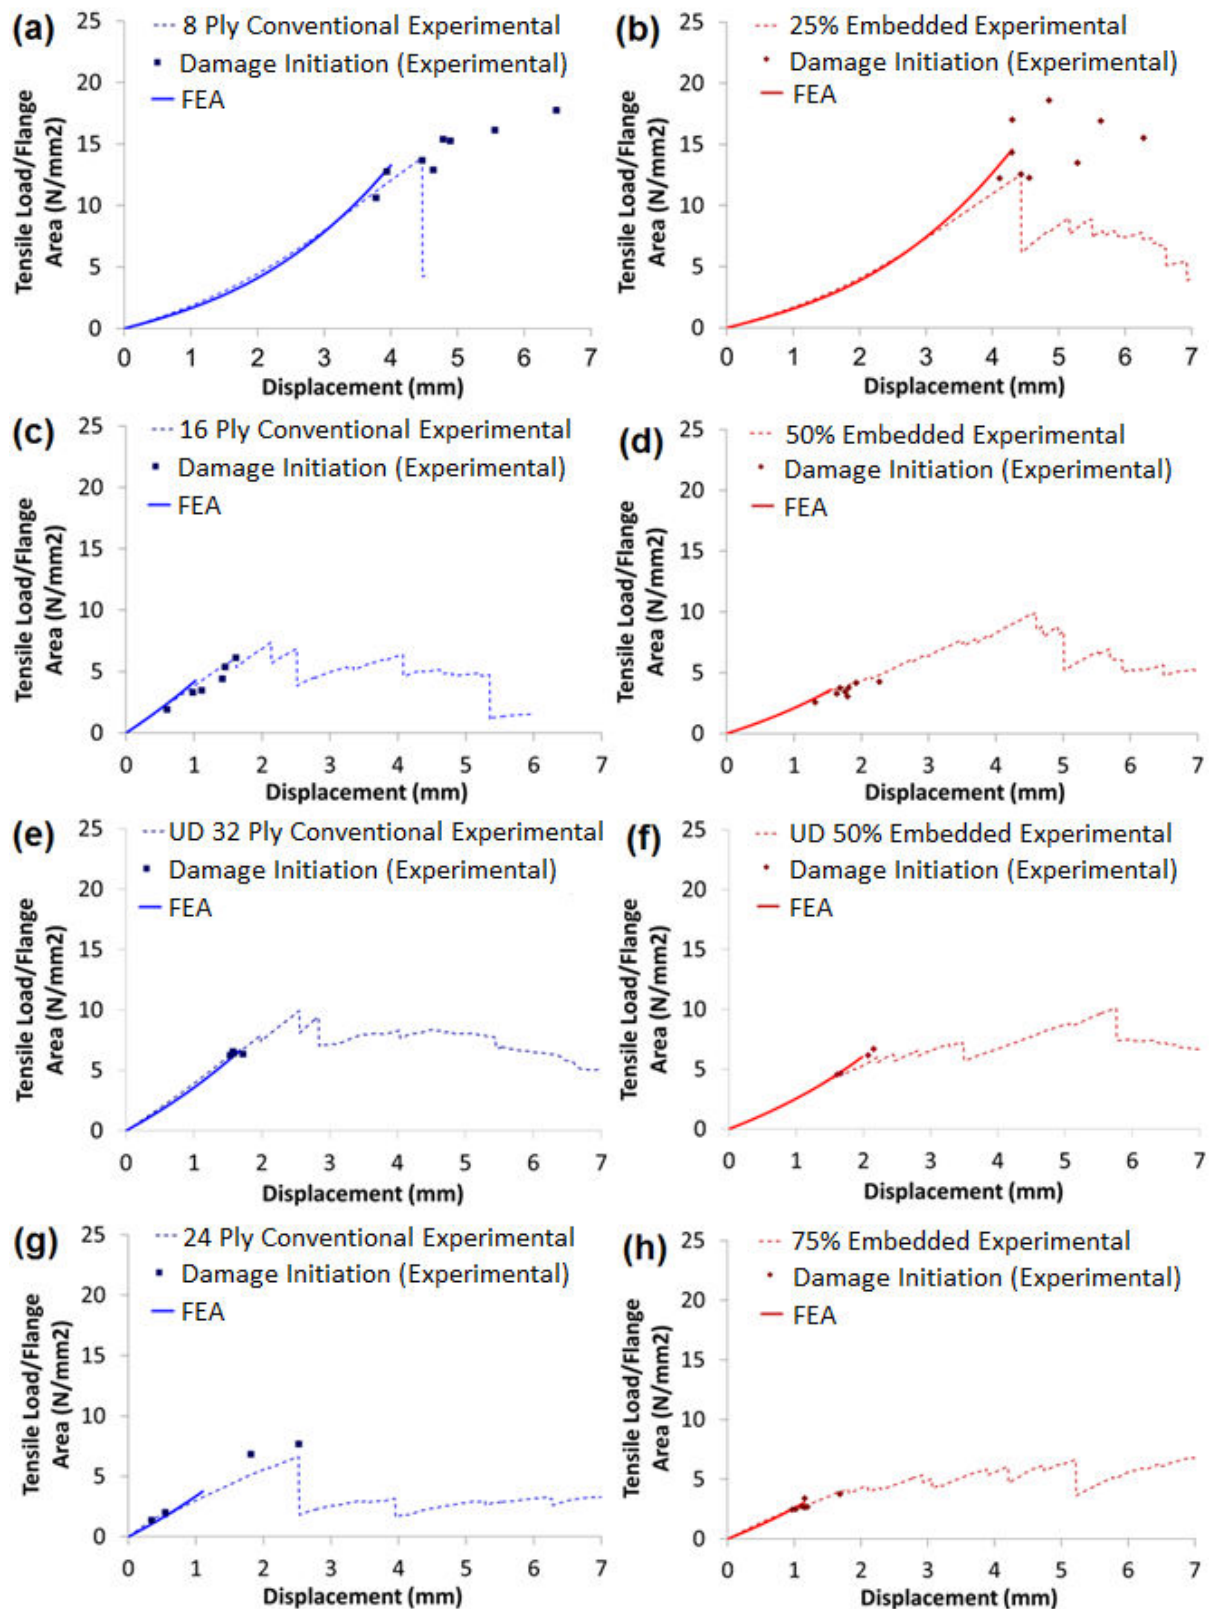 (a)
8 Ply Conventional Experimental
Damage Initiation (Experimental)
FEA
Tensile Load/Flange
Area (N/mm2)
25
20
15
10
5
0
0 1 2 3 4 5 6 7
Displacement (mm)
(b)
25% Embedded Experimental
Damage Initiation (Experimental)
FEA
Tensile Load/Flange
Area (N/mm2)
25
20
15
10
5
0
0 1 2 3 4 5 6 7
Displacement (mm)
(c)
16 Ply Conventional Experimental
Damage Initiation (Experimental)
FEA
Tensile Load/Flange
Area (N/mm2)
25
20
15
10
5
0
0 1 2 3 4 5 6 7
Displacement (mm)
(d)
50% Embedded Experimental
Damage Initiation (Experimental)
FEA
Tensile Load/Flange
Area (N/mm2)
25
20
15
10
5
0
0 1 2 3 4 5 6 7
Displacement (mm)
(e)
UD 32 Ply Conventional Experimental
Damage Initiation (Experimental)
FEA
Tensile Load/Flange
Area (N/mm2)
25
20
15
10
5
0
0 1 2 3 4 5 6 7
Displacement (mm)
(f)
UD 50% Embedded Experimental
Damage Initiation (Experimental)
FEA
Tensile Load/Flange
Area (N/mm2)
25
20
15
10
5
0
0 1 2 3 4 5 6 7
Displacement (mm)
(g)
24 Ply Conventional Experimental
Damage Initiation (Experimental)
FEA
Tensile Load/Flange
Area (N/mm2)
25
20
15
10
5
0
0 1 2 3 4 5 6 7
Displacement (mm)
(h)
75% Embedded Experimental
Damage Initiation (Experimental)
FEA
Tensile Load/Flange
Area (N/mm2)
25
20
15
10
5
0
0 1 2 3 4 5 6 7
Displacement (mm)